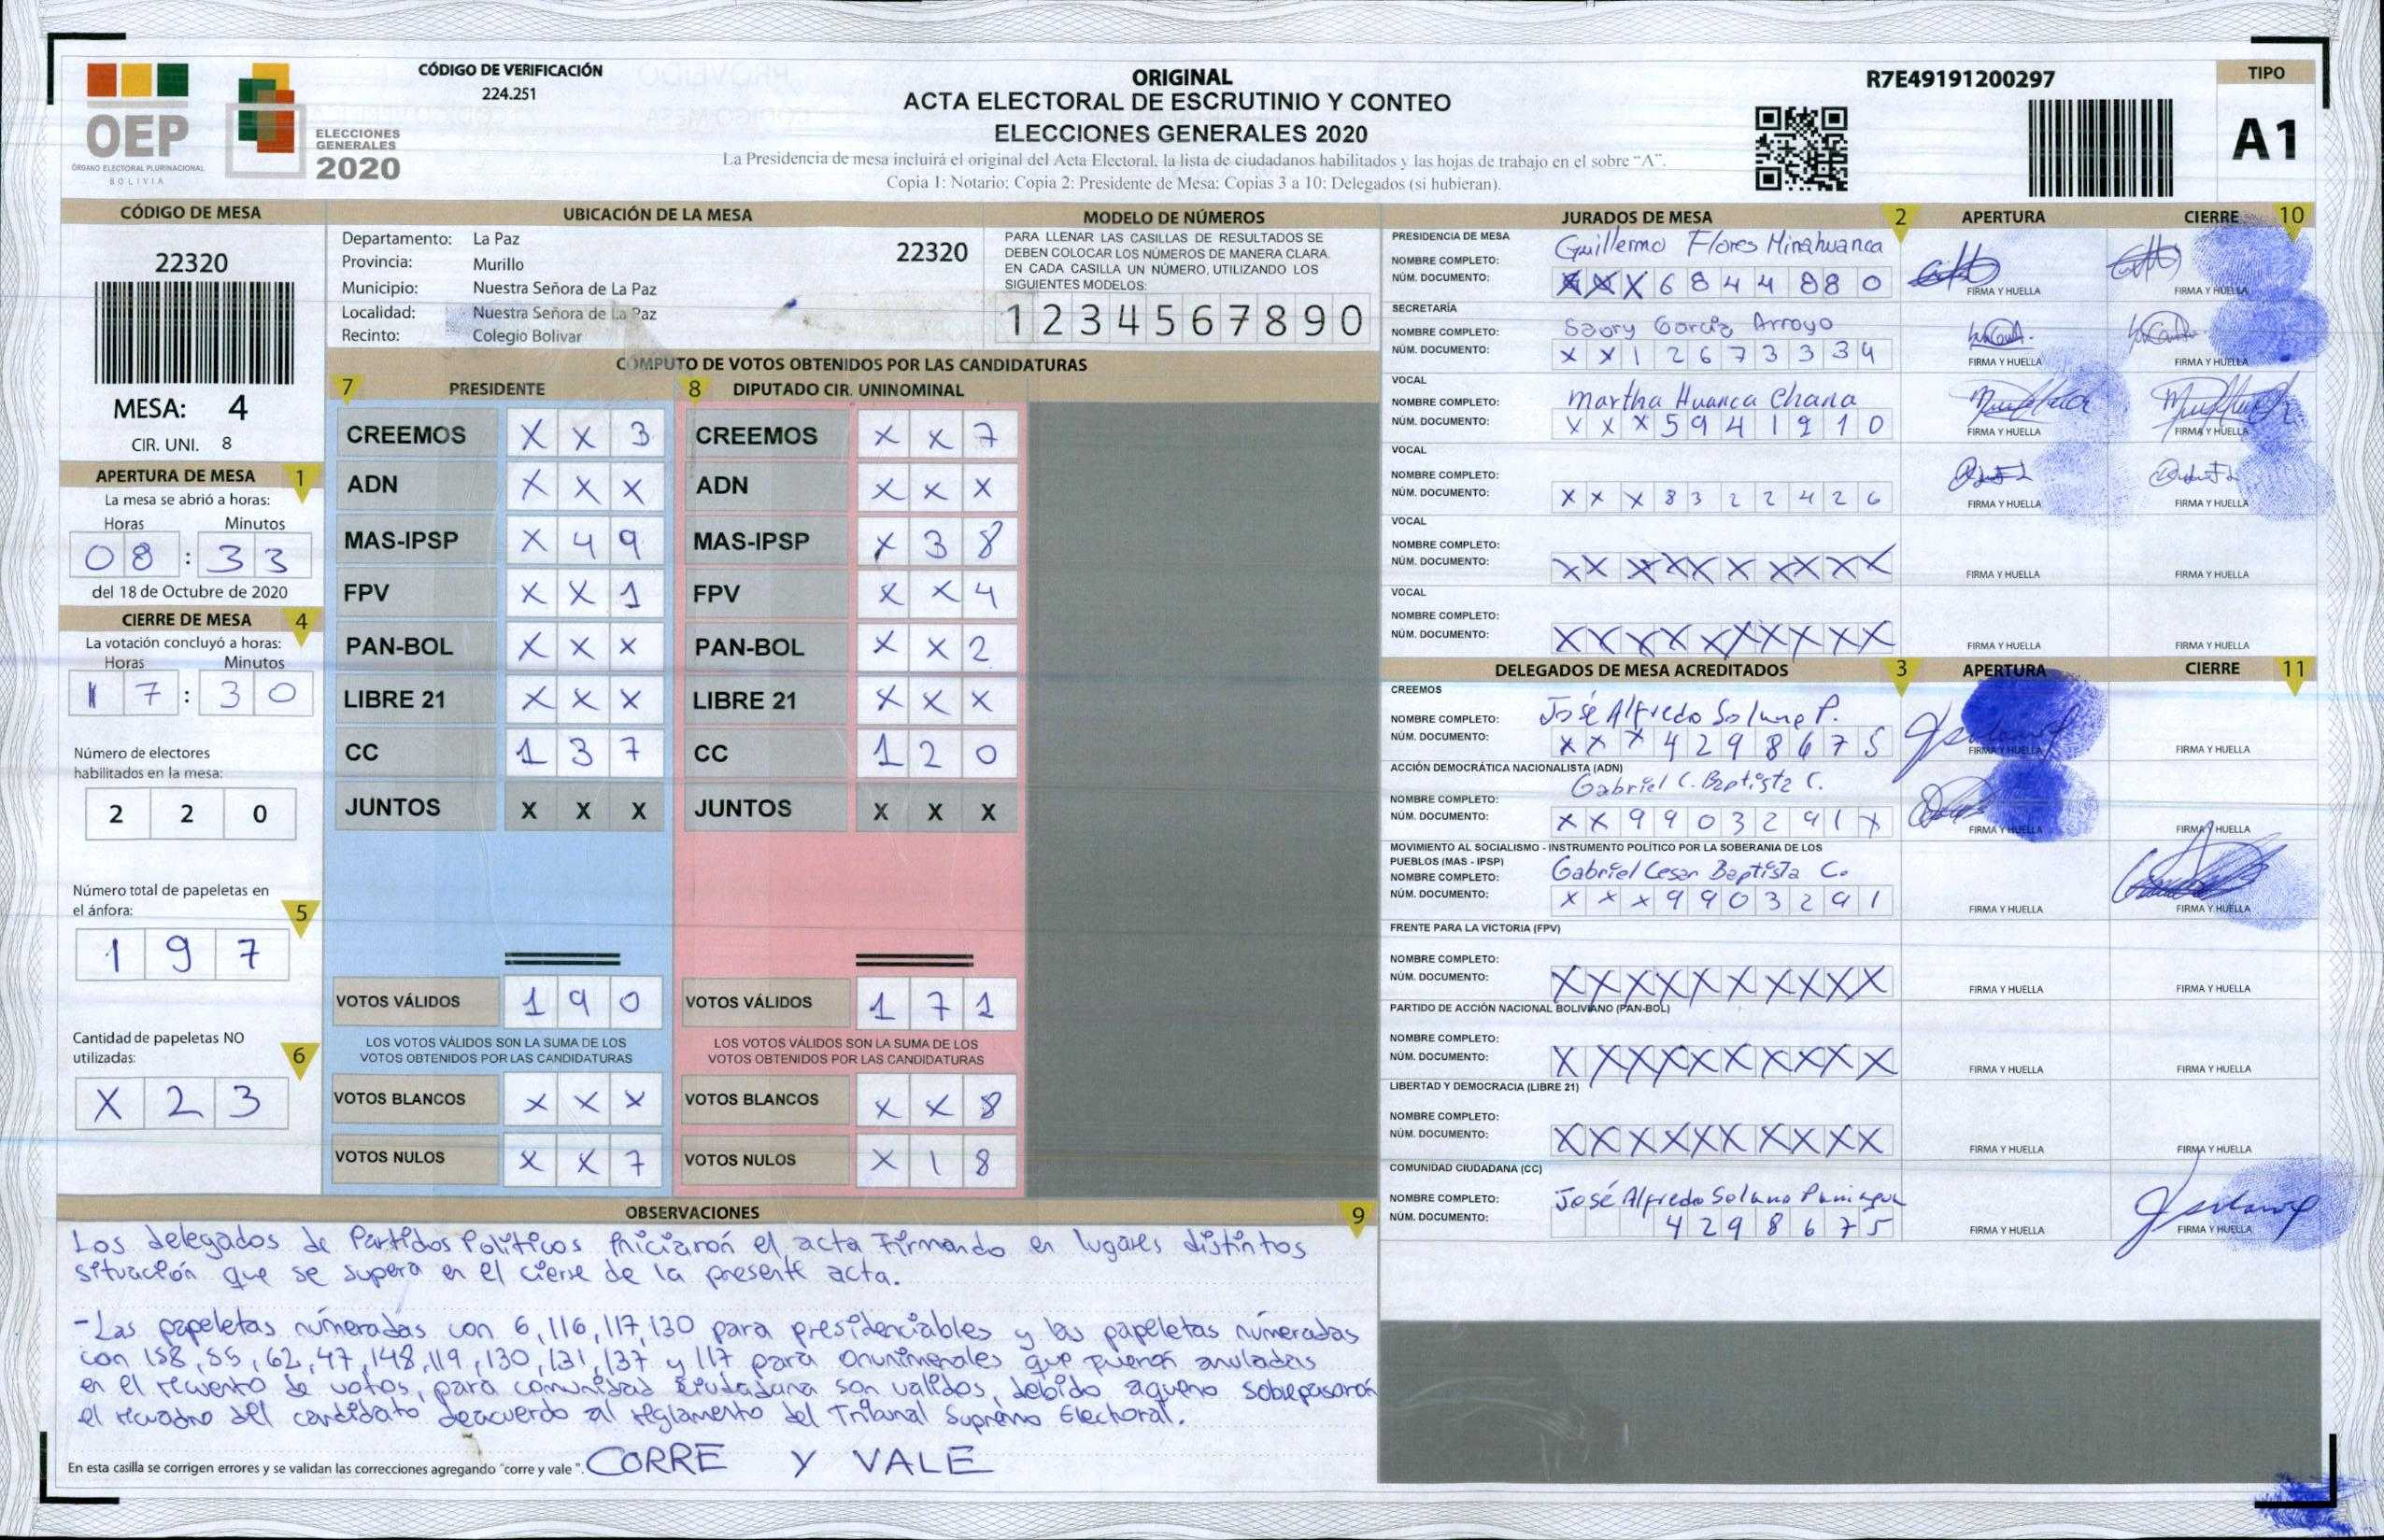 CÓDIGO DE VERIFICACIÓN
224.251
OEP
ÓRGANO ELECTORAL PLURINACIONAL
BOLIVIA
ELECCIONES
GENERALES
2020
ORIGINAL
ACTA ELECTORAL DE ESCRUTINIO Y CONTEO
ELECCIONES GENERALES 2020
La Presidencia de mesa incluirá el original del Acta Electoral, la lista de ciudadanos habilitados y las hojas de trabajo en el sobre "A".
Copia 1: Notario; Copia 2: Presidente de Mesa; Copias 3 a 10: Delegados (si hubieran).
R7E49191200297
TIPO
A1
CÓDIGO DE MESA
22320
MESA: 4
CIR. UNI. 8
APERTURA DE MESA 1
La mesa se abrió a horas:
Horas Minutos
08 : 33
del 18 de Octubre de 2020
CIERRE DE MESA 4
La votación concluyó a horas:
Horas Minutos
17 : 30
Número de electores
habilitados en la mesa:
2 2 0
Número total de papeletas en
el ánfora: 5
1 9 7
Cantidad de papeletas NO
utilizadas: 6
X 2 3
UBICACIÓN DE LA MESA
Departamento: La Paz 22320
Provincia: Murillo
Municipio: Nuestra Señora de La Paz
Localidad: Nuestra Señora de La Paz
Recinto: Colegio Bolivar
MODELO DE NÚMEROS
PARA LLENAR LAS CASILLAS DE RESULTADOS SE
DEBEN COLOCAR LOS NÚMEROS DE MANERA CLARA.
EN CADA CASILLA UN NÚMERO, UTILIZANDO LOS
SIGUIENTES MODELOS:
1 2 3 4 5 6 7 8 9 0
CÓMPUTO DE VOTOS OBTENIDOS POR LAS CANDIDATURAS
7 PRESIDENTE 8 DIPUTADO CIR. UNINOMINAL
CREEMOS X X 3 CREEMOS X X 7
ADN X X X ADN X X X
MAS-IPSP X 4 9 MAS-IPSP X 3 8
FPV X X 1 FPV X X 4
PAN-BOL X X X PAN-BOL X X 2
LIBRE 21 X X X LIBRE 21 X X X
CC 1 3 7 CC 1 2 0
JUNTOS X X X JUNTOS X X X
VOTOS VÁLIDOS 1 9 0 VOTOS VÁLIDOS 1 7 1
LOS VOTOS VÁLIDOS SON LA SUMA DE LOS LOS VOTOS VÁLIDOS SON LA SUMA DE LOS
VOTOS OBTENIDOS POR LAS CANDIDATURAS VOTOS OBTENIDOS POR LAS CANDIDATURAS
VOTOS BLANCOS X X X VOTOS BLANCOS X X 8
VOTOS NULOS X X 7 VOTOS NULOS X 1 8
OBSERVACIONES 9
Los delegados de Partidos Políticos iniciaron el acta Firmando en lugares distintos
situación que se supera en el cierre de la presente acta.
- Las papeletas númeradas con 6, 116, 117, 130 para presidenciables y las papeletas númeradas
con 158, 55, 62, 47, 148, 119, 130, 131, 137 y 117 para que fueron anuladas
en el recuento de votos, para comunidad ciudadana son validos, debido aqueno sobrepasaron
el recuadro del candidato deacuerdo al reglamento del Tribunal Supremo Electoral.
En esta casilla se corrigen errores y se validan las correcciones agregando "corre y vale". CORRE Y VALE
JURADOS DE MESA 2 APERTURA CIERRE 10
PRESIDENCIA DE MESA
NOMBRE COMPLETO: Guillermo Flores Minahuanca
NÚM. DOCUMENTO: X X X 6 8 4 4 8 8 0 FIRMA Y HUELLA FIRMA Y HUELLA
SECRETARÍA
NOMBRE COMPLETO: Saory García Arroyo
NÚM. DOCUMENTO: X X 1 2 6 7 3 3 3 4 FIRMA Y HUELLA FIRMA Y HUELLA
VOCAL
NOMBRE COMPLETO: Martha Huanca Chana
NÚM. DOCUMENTO: X X X 5 9 4 1 9 1 0 FIRMA Y HUELLA FIRMA Y HUELLA
VOCAL
NOMBRE COMPLETO:
NÚM. DOCUMENTO: X X X 8 3 2 2 4 2 6 FIRMA Y HUELLA FIRMA Y HUELLA
VOCAL
NOMBRE COMPLETO:
NÚM. DOCUMENTO: X X X X X X X X X X FIRMA Y HUELLA FIRMA Y HUELLA
VOCAL
NOMBRE COMPLETO:
NÚM. DOCUMENTO: X X X X X X X X X X FIRMA Y HUELLA FIRMA Y HUELLA
DELEGADOS DE MESA ACREDITADOS 3 APERTURA CIERRE 11
CREEMOS
NOMBRE COMPLETO: José Alfredo Solano P.
NÚM. DOCUMENTO: X X X 4 2 9 8 6 7 5 FIRMA Y HUELLA FIRMA Y HUELLA
ACCIÓN DEMOCRÁTICA NACIONALISTA (ADN)
NOMBRE COMPLETO: Gabriel C. Baptista C.
NÚM. DOCUMENTO: X X 9 9 0 3 2 9 1 X FIRMA Y HUELLA FIRMA Y HUELLA
MOVIMIENTO AL SOCIALISMO - INSTRUMENTO POLÍTICO POR LA SOBERANIA DE LOS
PUEBLOS (MAS - IPSP)
NOMBRE COMPLETO: Gabriel Cesar Baptista C.
NÚM. DOCUMENTO: X X X 9 9 0 3 2 9 1 FIRMA Y HUELLA FIRMA Y HUELLA
FRENTE PARA LA VICTORIA (FPV)
NOMBRE COMPLETO:
NÚM. DOCUMENTO: X X X X X X X X X X FIRMA Y HUELLA FIRMA Y HUELLA
PARTIDO DE ACCIÓN NACIONAL BOLIVIANO (PAN-BOL)
NOMBRE COMPLETO:
NÚM. DOCUMENTO: X X X X X X X X X X FIRMA Y HUELLA FIRMA Y HUELLA
LIBERTAD Y DEMOCRACIA (LIBRE 21)
NOMBRE COMPLETO:
NÚM. DOCUMENTO: X X X X X X X X X X FIRMA Y HUELLA FIRMA Y HUELLA
COMUNIDAD CIUDADANA (CC)
NOMBRE COMPLETO: José Alfredo Solano Paniagua
NÚM. DOCUMENTO: 4 2 9 8 6 7 5 FIRMA Y HUELLA FIRMA Y HUELLA